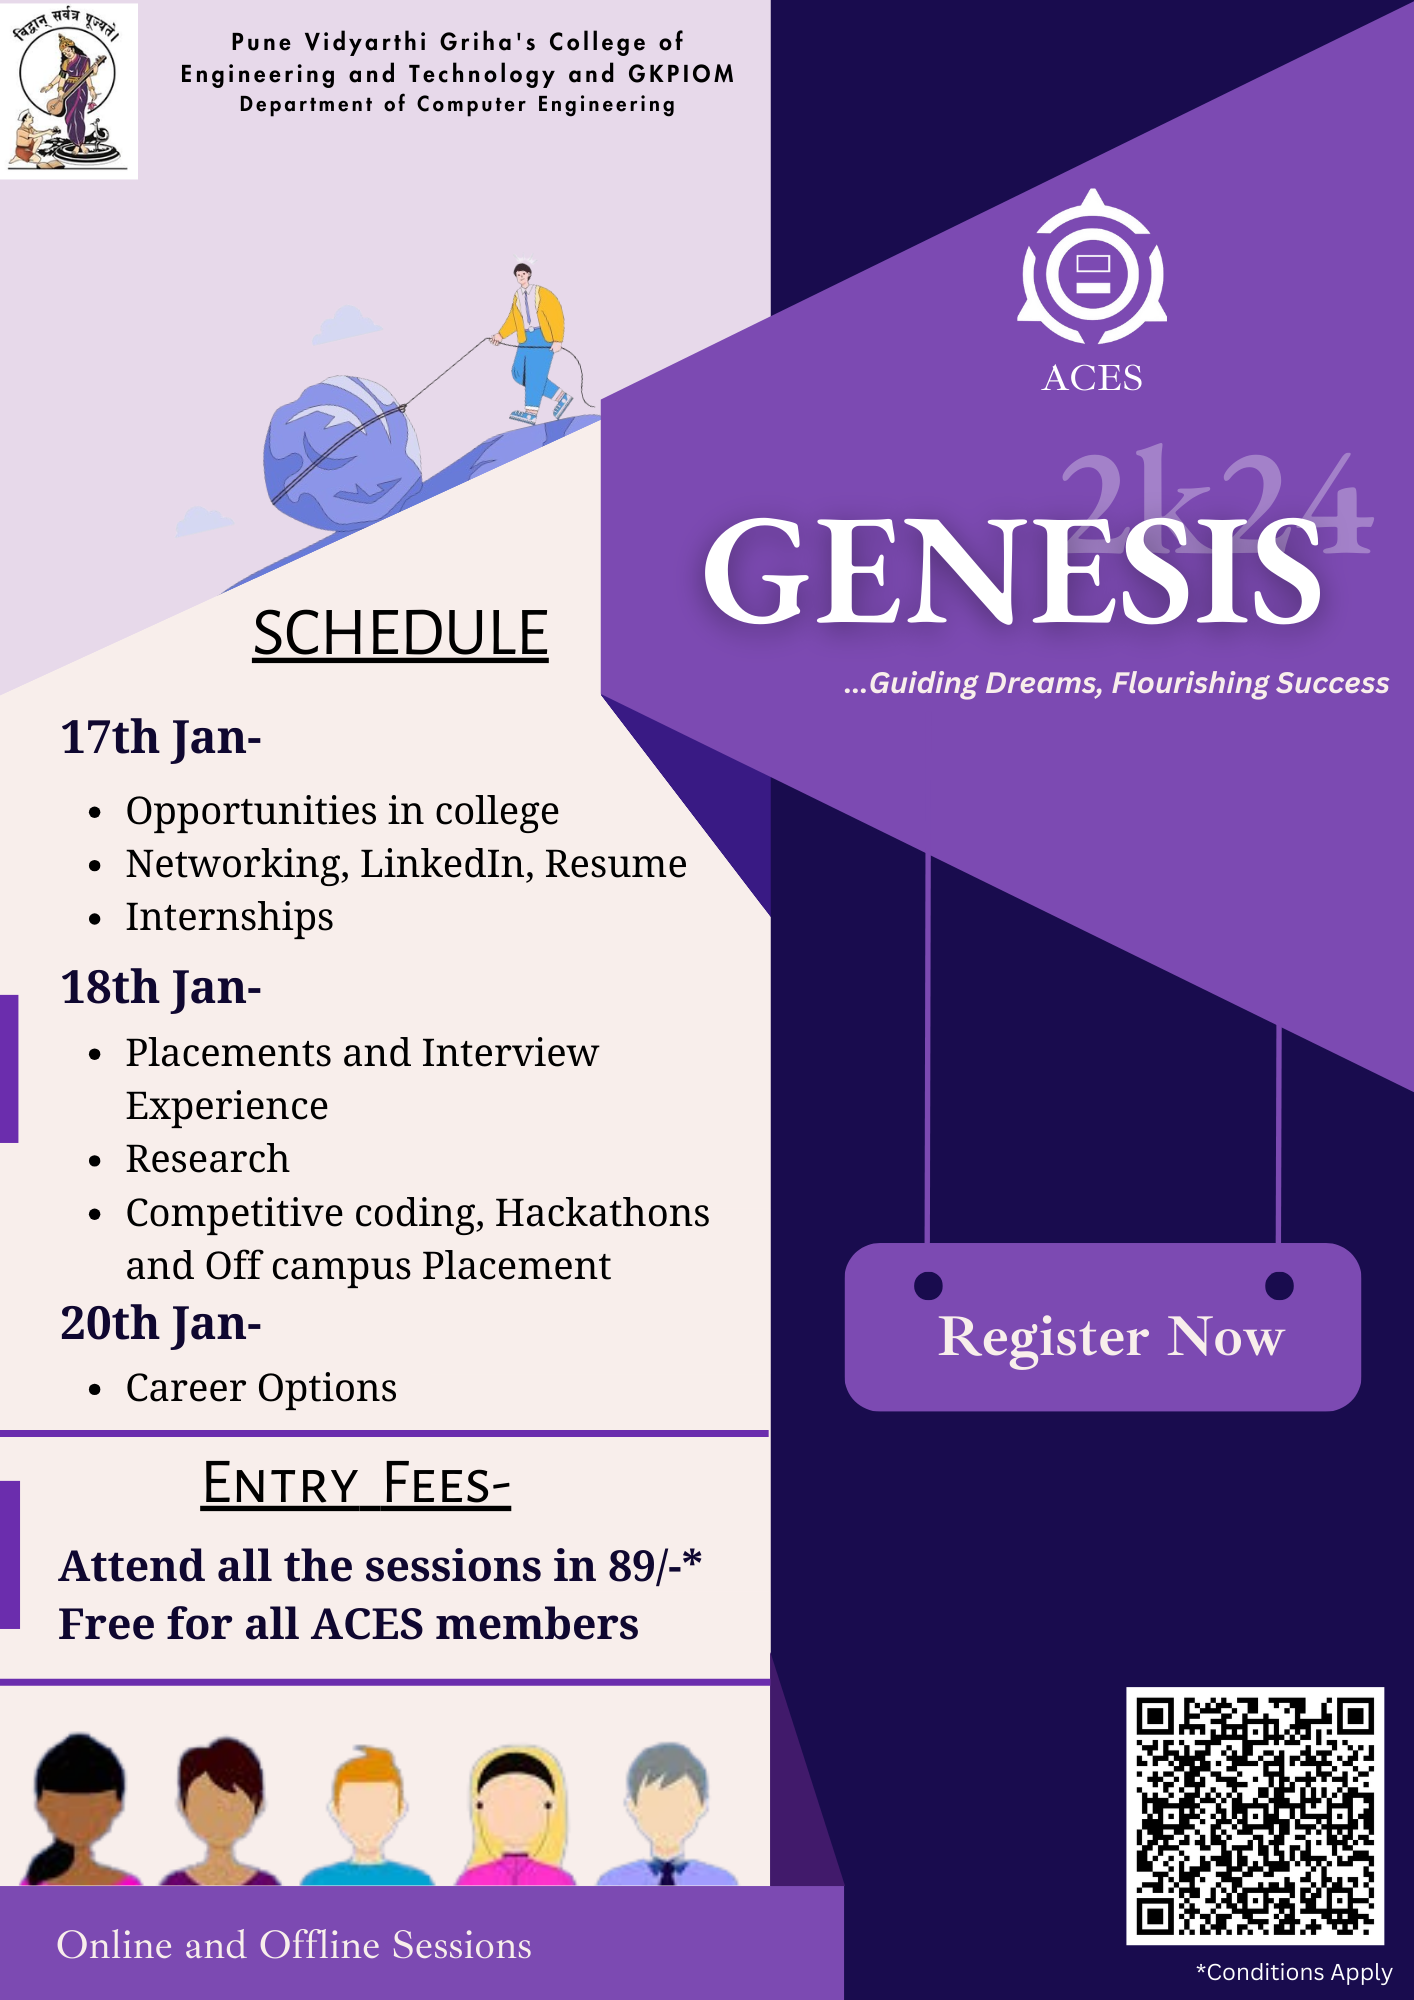 विद्वान् सर्वत्र पूज्यते।
Pune Vidyarthi Griha's College of
Engineering and Technology and GKPIOM
Department of Computer Engineering
ACES
2k24
GENESIS
...Guiding Dreams, Flourishing Success
SCHEDULE
17th Jan-
• Opportunities in college
• Networking, LinkedIn, Resume
• Internships
18th Jan-
• Placements and Interview
Experience
• Research
• Competitive coding, Hackathons
and Off campus Placement
20th Jan-
• Career Options
Register Now
Entry Fees-
Attend all the sessions in 89/-*
Free for all ACES members
Online and Offline Sessions
*Conditions Apply